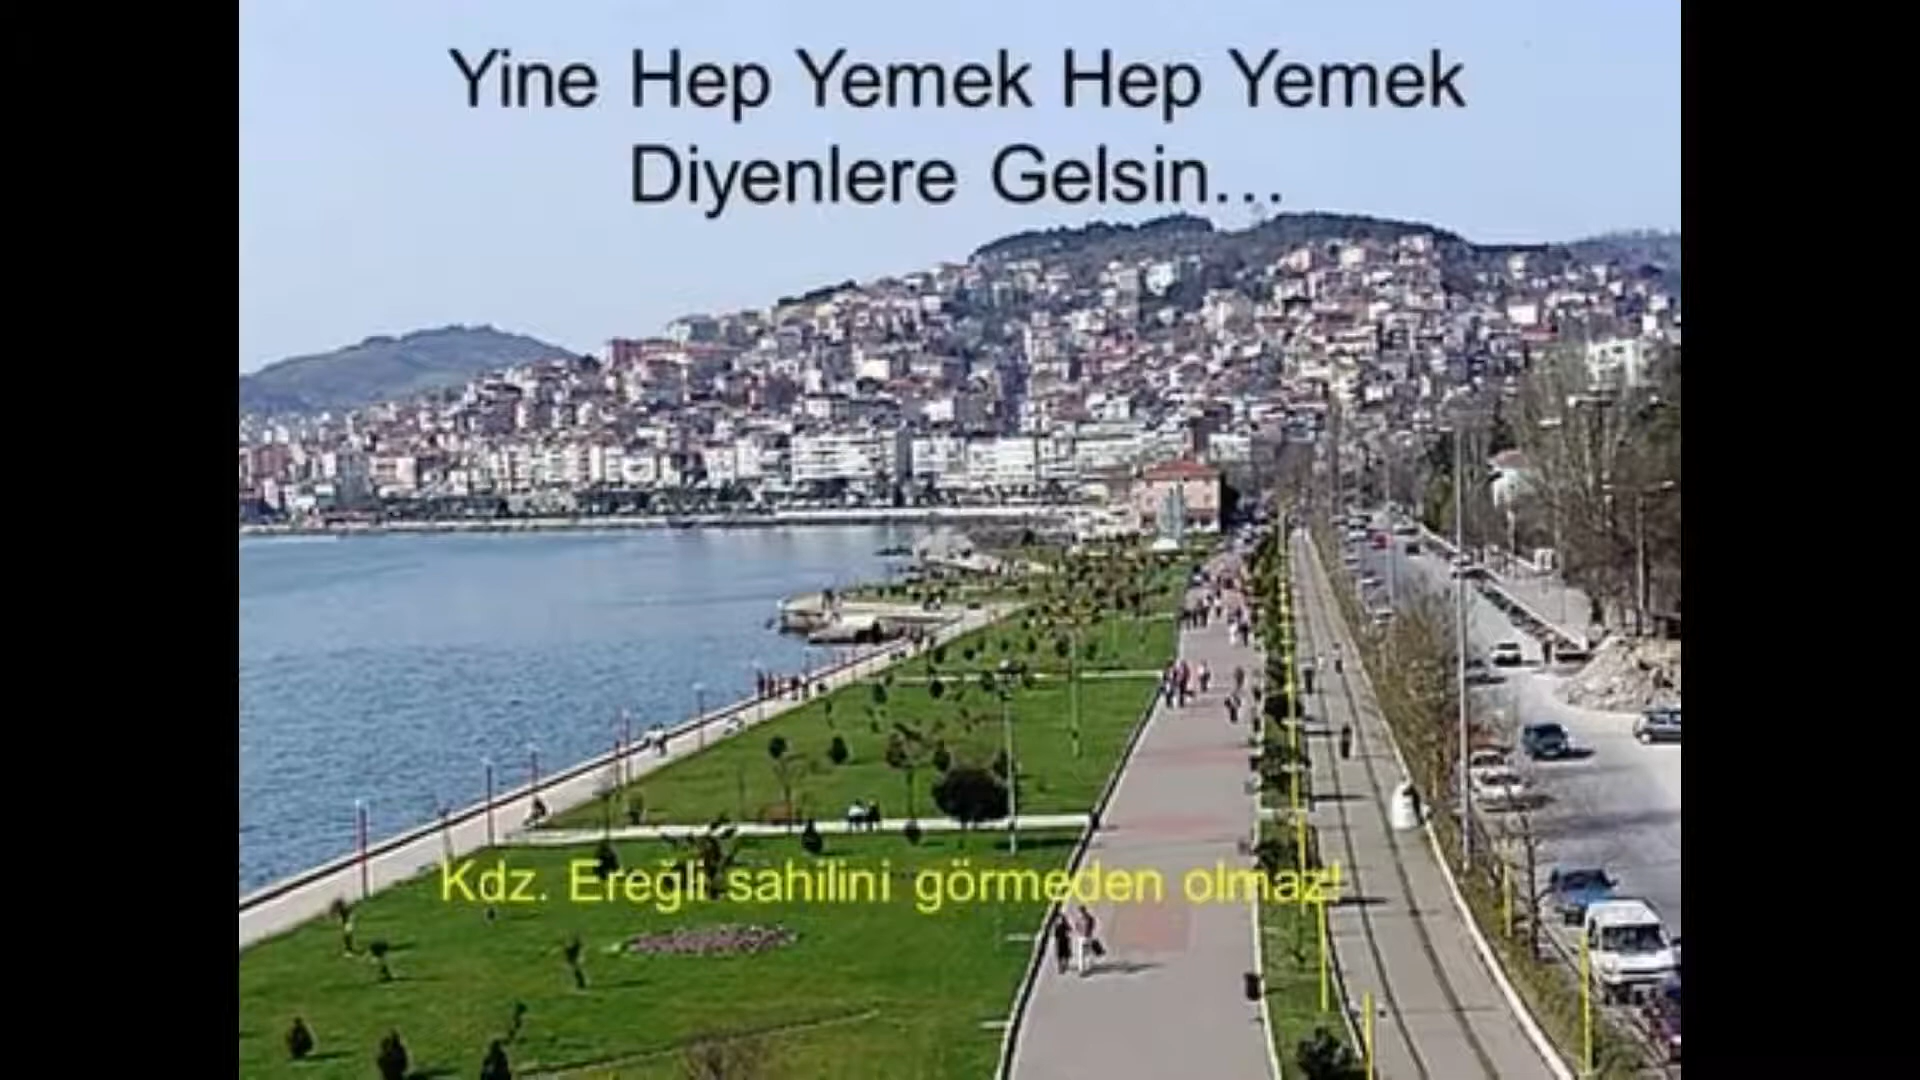 Yine Hep Yemek Hep Yemek
Diyenlere Gelsin...
Kdz. Ereğli sahilini görmeden olmaz!